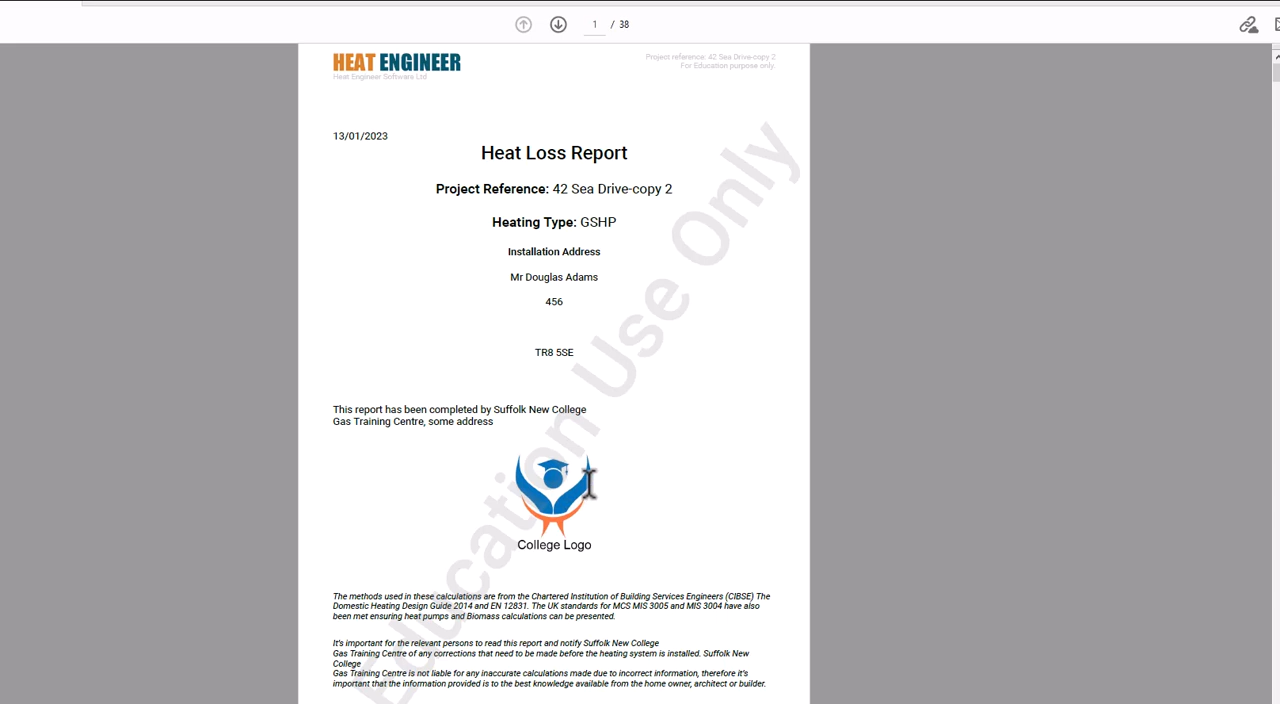 1 / 38
HEAT ENGINEER
Heat Engineer Software Ltd
Project reference: 42 Sea Drive-copy 2
For Education purpose only.
13/01/2023
Heat Loss Report
Project Reference: 42 Sea Drive-copy 2
Heating Type: GSHP
Installation Address
Mr Douglas Adams
456
TR8 5SE
This report has been completed by Suffolk New College
Gas Training Centre, some address
College Logo
The methods used in these calculations are from the Chartered Institution of Building Services Engineers (CIBSE) The
Domestic Heating Design Guide 2014 and EN 12831. The UK standards for MCS MIS 3005 and MIS 3004 have also
been met ensuring heat pumps and Biomass calculations can be presented.
It's important for the relevant persons to read this report and notify Suffolk New College
Gas Training Centre of any corrections that need to be made before the heating system is installed. Suffolk New
College
Gas Training Centre is not liable for any inaccurate calculations made due to incorrect information, therefore it's
important that the information provided is to the best knowledge available from the home owner, architect or builder.
Education Use Only